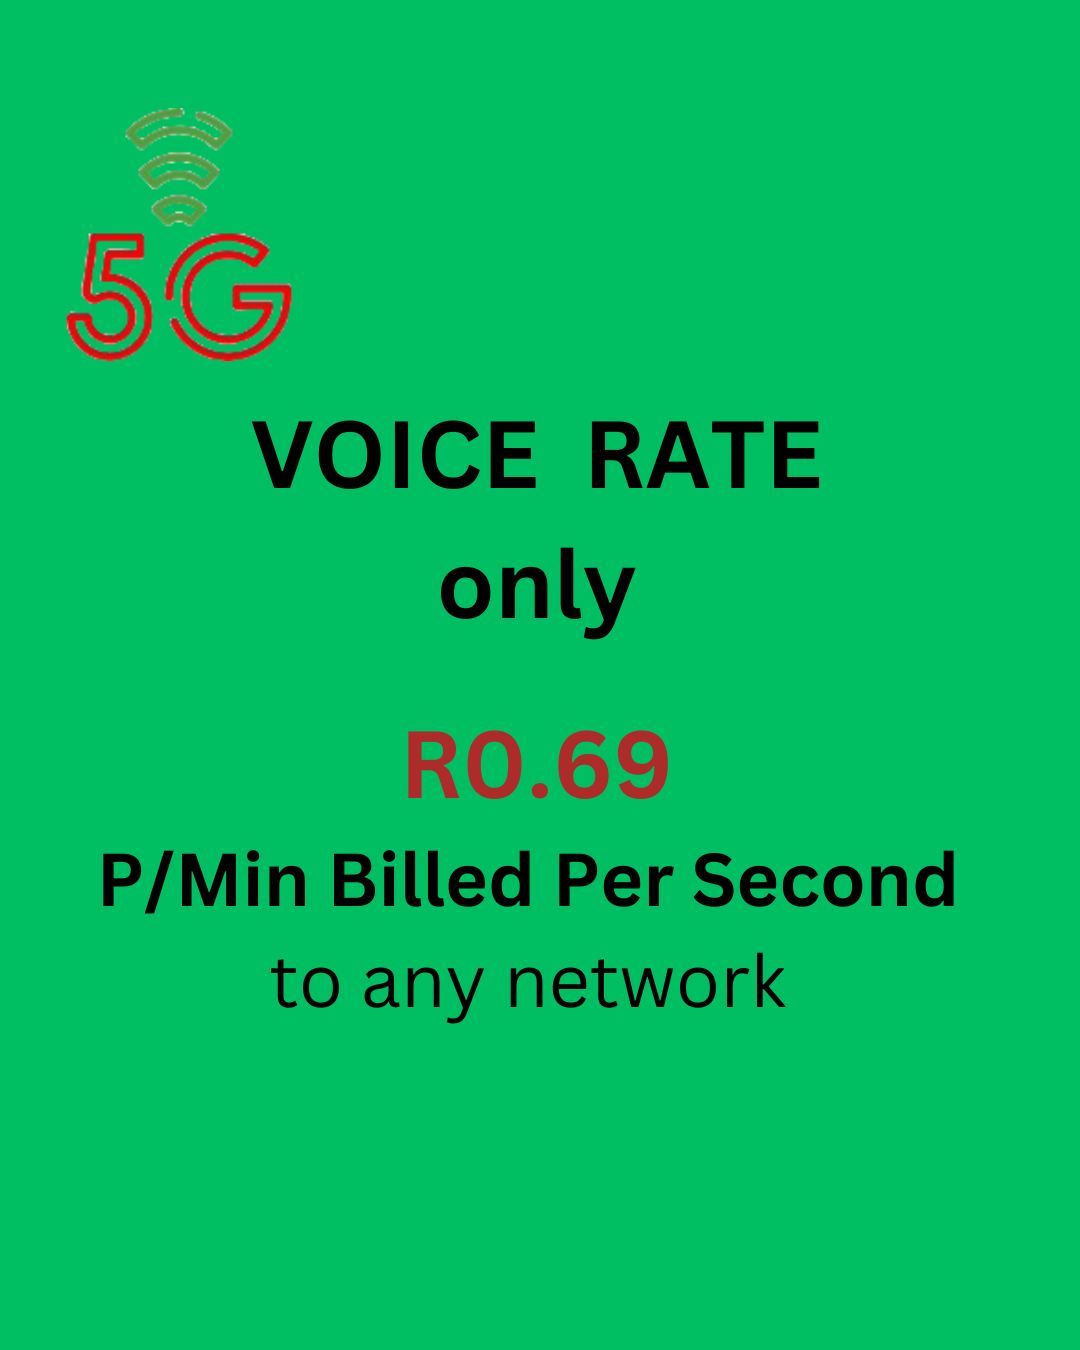 5G
VOICE RATE
only
R0.69
P/Min Billed Per Second
to any network